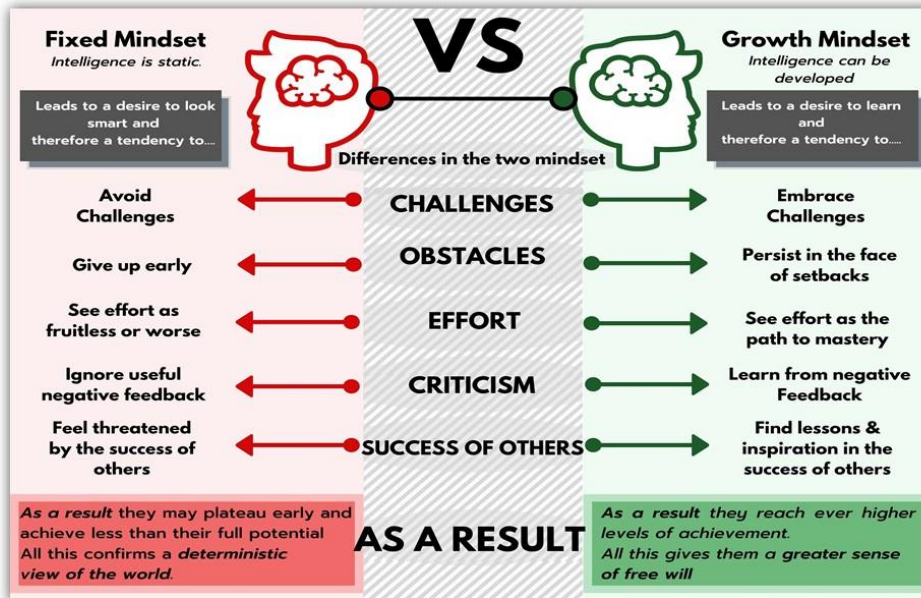 VS
Fixed Mindset
Intelligence is static.
Leads to a desire to look
smart and
therefore a tendency to....
Growth Mindset
Intelligence can be
developed
Leads to a desire to learn
and
therefore a tendency to.....
Differences in the two mindset
Avoid
Challenges
CHALLENGES
Embrace
Challenges
Give up early
OBSTACLES
Persist in the face
of setbacks
See effort as
fruitless or worse
EFFORT
See effort as the
path to mastery
Ignore useful
negative feedback
CRITICISM
Learn from negative
Feedback
Feel threatened
by the success of
others
SUCCESS OF OTHERS
Find lessons &
inspiration in the
success of others
As a result they may plateau early and
achieve less than their full potential
All this confirms a deterministic
view of the world.
AS A RESULT
As a result they reach ever higher
levels of achievement.
All this gives them a greater sense
of free will